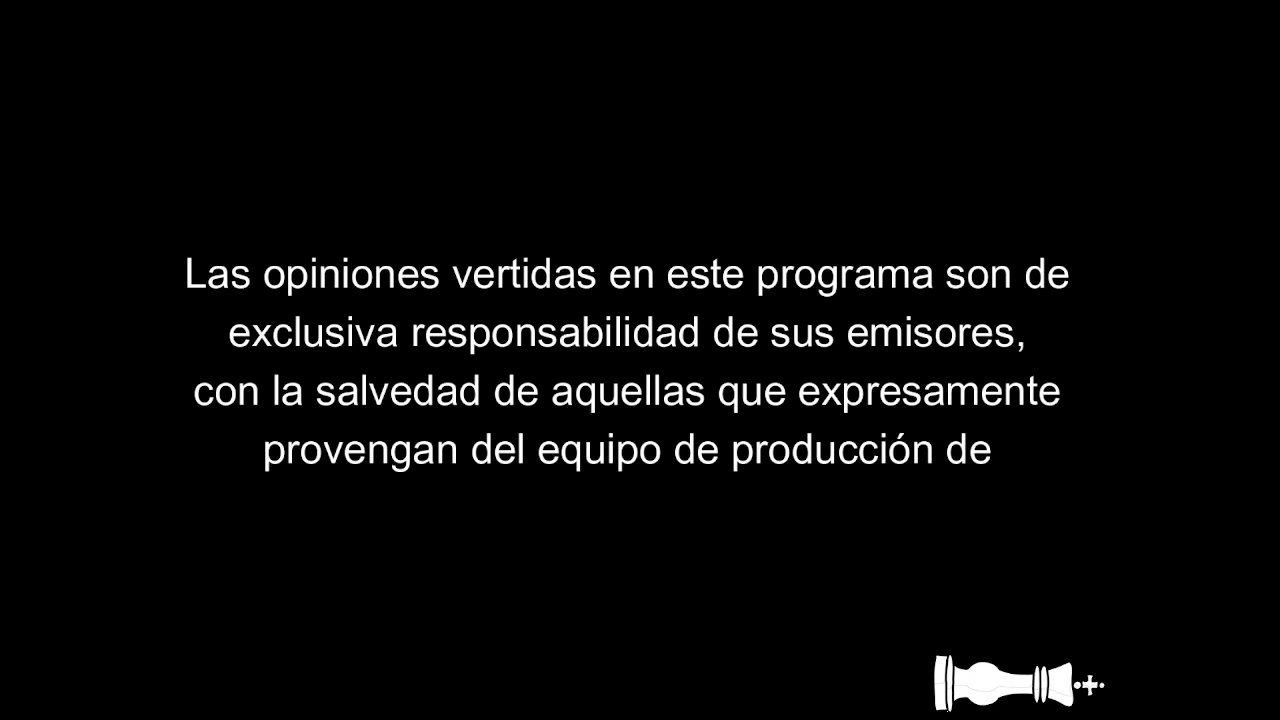 Las opiniones vertidas en este programa son de
exclusiva responsabilidad de sus emisores,
con la salvedad de aquellas que expresamente
provengan del equipo de producción de